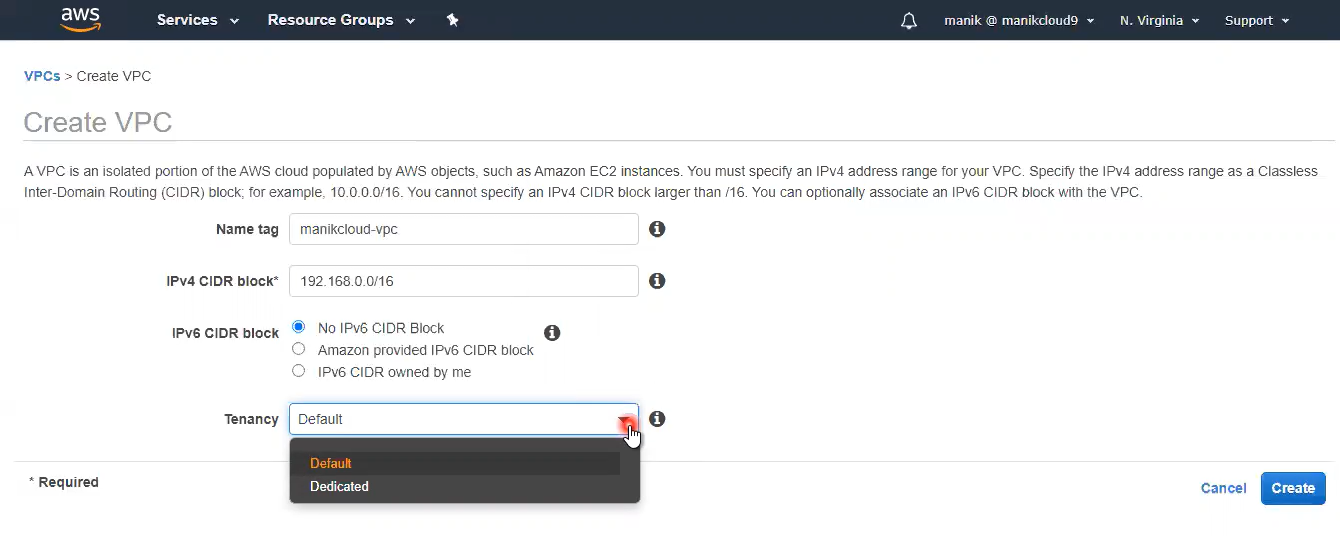 aws Services Resource Groups manik @ manikcloud9 N. Virginia Support
VPCs > Create VPC
Create VPC
A VPC is an isolated portion of the AWS cloud populated by AWS objects, such as Amazon EC2 instances. You must specify an IPv4 address range for your VPC. Specify the IPv4 address range as a Classless
Inter-Domain Routing (CIDR) block; for example, 10.0.0.0/16. You cannot specify an IPv4 CIDR block larger than /16. You can optionally associate an IPv6 CIDR block with the VPC.
Name tag manikcloud-vpc
IPv4 CIDR block* 192.168.0.0/16
IPv6 CIDR block No IPv6 CIDR Block
Amazon provided IPv6 CIDR block
IPv6 CIDR owned by me
Tenancy Default
Default
Dedicated
* Required
Cancel Create